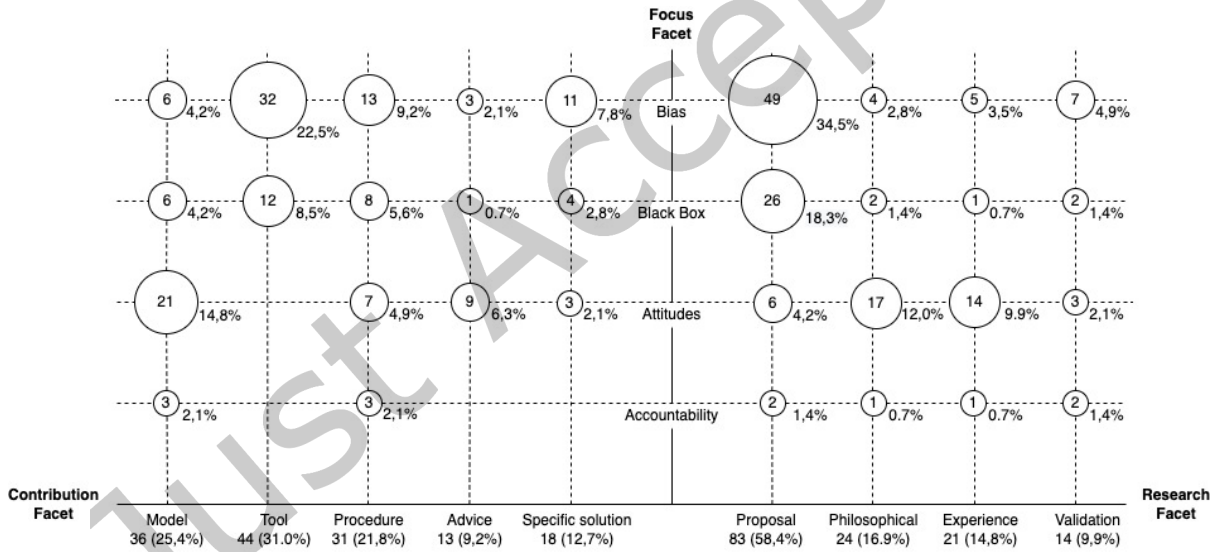 Focus
Facet
6 32 13 3 11 49 4 5 7
4,2% 22,5% 9,2% 2,1% 7,8% Bias 34,5% 2,8% 3,5% 4,9%
6 12 8 1 4 26 2 1 2
4,2% 8,5% 5,6% 0.7% 2,8% Black Box 18,3% 1,4% 0.7% 1,4%
21 7 9 3 6 17 14 3
14,8% 4,9% 6,3% 2,1% Attitudes 4,2% 12,0% 9.9% 2,1%
3 3 2 1 1 2
2,1% 2,1% Accountability 1,4% 0.7% 0.7% 1,4%
Contribution
Facet
Research
Facet
Model Tool Procedure Advice Specific solution Proposal Philosophical Experience Validation
36 (25,4%) 44 (31.0%) 31 (21,8%) 13 (9,2%) 18 (12,7%) 83 (58,4%) 24 (16.9%) 21 (14,8%) 14 (9,9%)
Just Accep